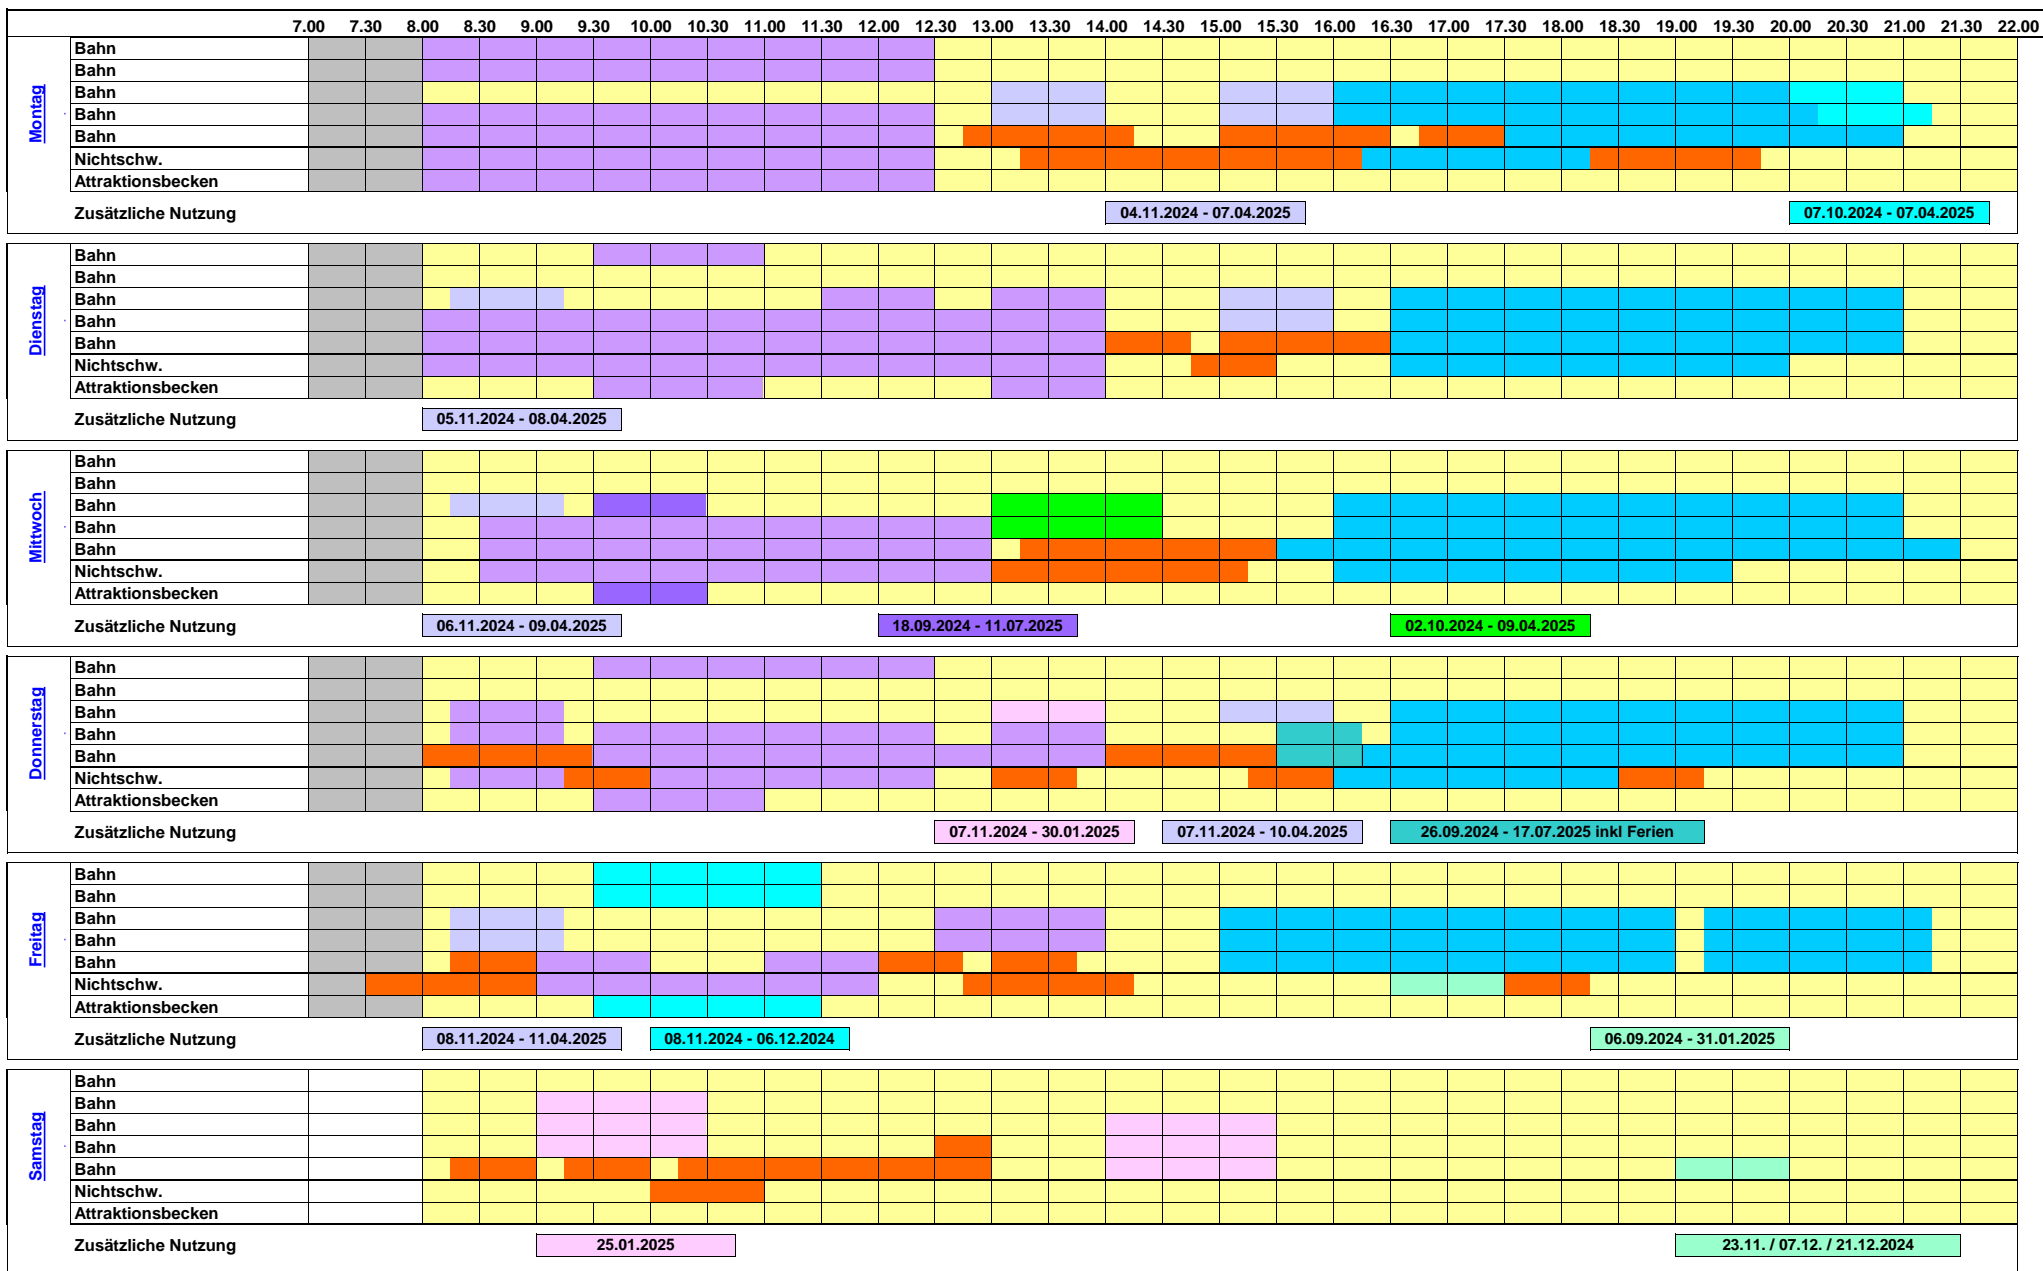 7.00 7.30 8.00 8.30 9.00 9.30 10.00 10.30 11.00 11.30 12.00 12.30 13.00 13.30 14.00 14.30 15.00 15.30 16.00 16.30 17.00 17.30 18.00 18.30 19.00 19.30 20.00 20.30 21.00 21.30 22.00
Montag
Bahn
Bahn
Bahn
Bahn
Bahn
Nichtschw.
Attraktionsbecken
Zusätzliche Nutzung 04.11.2024 - 07.04.2025 07.10.2024 - 07.04.2025
Dienstag
Bahn
Bahn
Bahn
Bahn
Bahn
Nichtschw.
Attraktionsbecken
Zusätzliche Nutzung 05.11.2024 - 08.04.2025
Mittwoch
Bahn
Bahn
Bahn
Bahn
Bahn
Nichtschw.
Attraktionsbecken
Zusätzliche Nutzung 06.11.2024 - 09.04.2025 18.09.2024 - 11.07.2025 02.10.2024 - 09.04.2025
Donnerstag
Bahn
Bahn
Bahn
Bahn
Bahn
Nichtschw.
Attraktionsbecken
Zusätzliche Nutzung 07.11.2024 - 30.01.2025 07.11.2024 - 10.04.2025 26.09.2024 - 17.07.2025 inkl Ferien
Freitag
Bahn
Bahn
Bahn
Bahn
Bahn
Nichtschw.
Attraktionsbecken
Zusätzliche Nutzung 08.11.2024 - 11.04.2025 08.11.2024 - 06.12.2024 06.09.2024 - 31.01.2025
Samstag
Bahn
Bahn
Bahn
Bahn
Bahn
Nichtschw.
Attraktionsbecken
Zusätzliche Nutzung 25.01.2025 23.11. / 07.12. / 21.12.2024